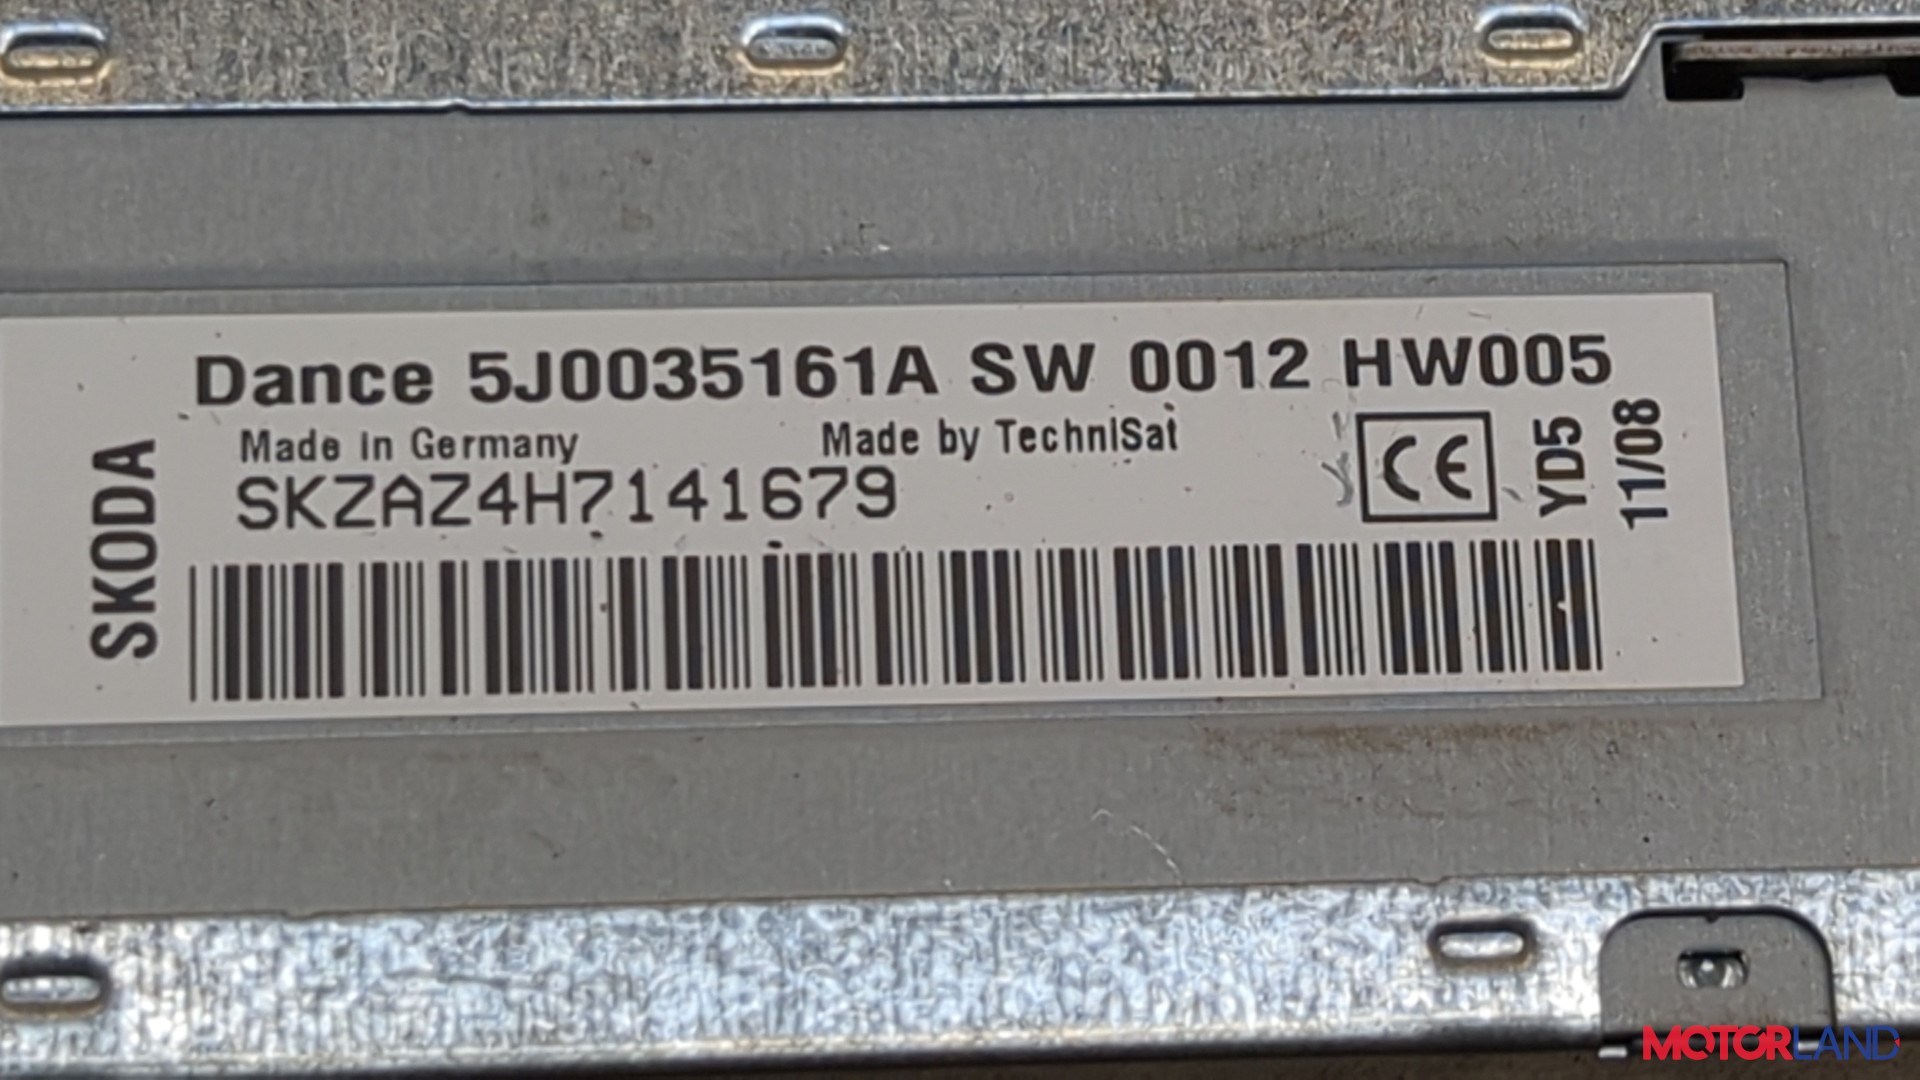 Dance 5J0035161A SW 0012 HW005
Made in Germany
Made by TechniSat
SKZAZ4H7141679
SKODA
CE
YD5
11/08
MOTORLAND